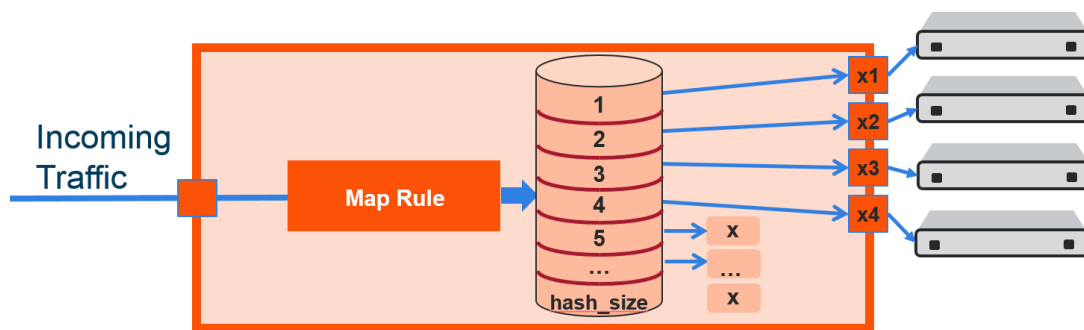 Incoming
Traffic
Map Rule
1
2
3
4
5
...
hash_size
x
...
x
x1
x2
x3
x4